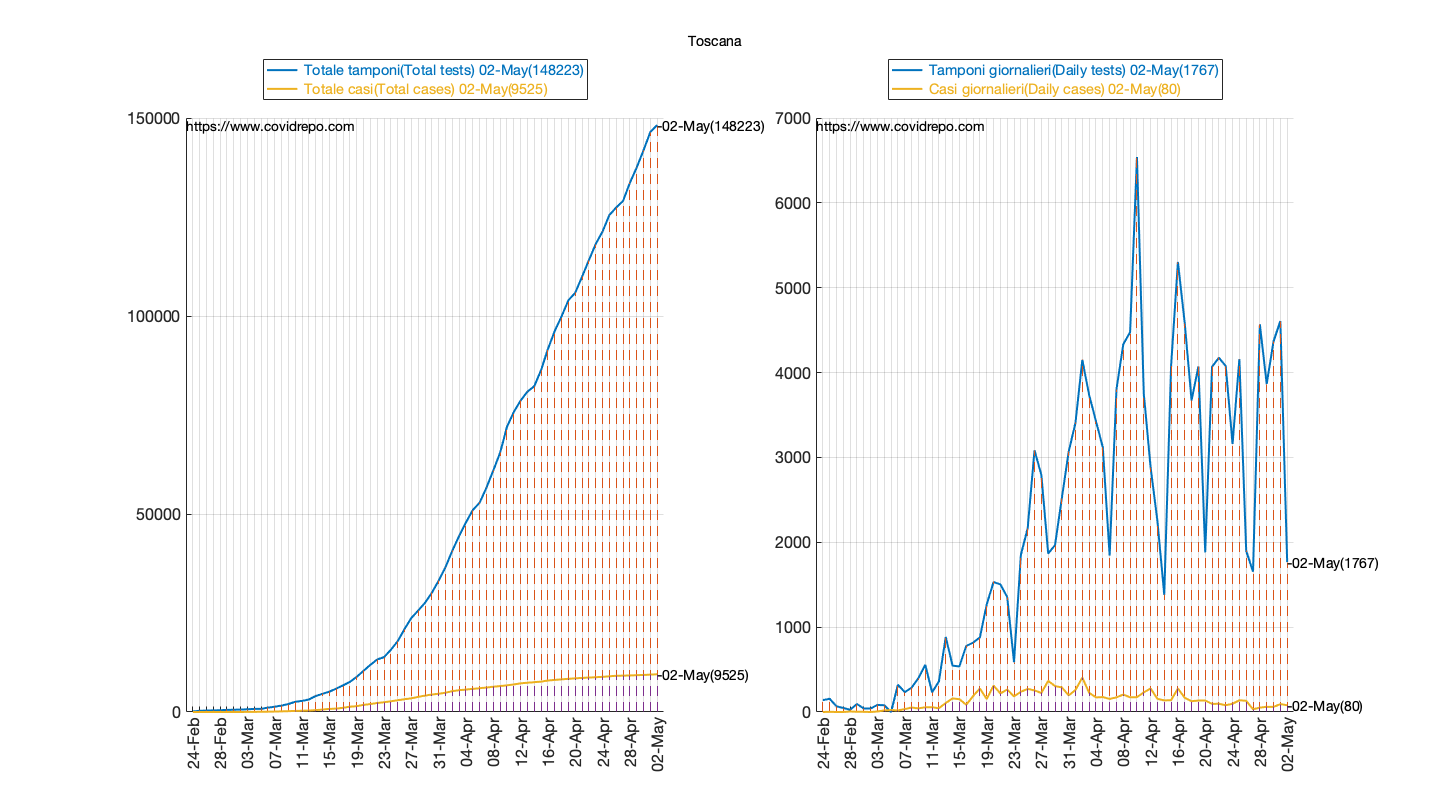 Toscana
Totale tamponi(Total tests) 02-May(148223)
Totale casi(Total cases) 02-May(9525)
150000
100000
50000
0
https://www.covidrepo.com
02-May(148223)
02-May(9525)
24-Feb
28-Feb
03-Mar
07-Mar
11-Mar
15-Mar
19-Mar
23-Mar
27-Mar
31-Mar
04-Apr
08-Apr
12-Apr
16-Apr
20-Apr
24-Apr
28-Apr
02-May
Tamponi giornalieri(Daily tests) 02-May(1767)
Casi giornalieri(Daily cases) 02-May(80)
7000
6000
5000
4000
3000
2000
1000
0
https://www.covidrepo.com
02-May(1767)
02-May(80)
24-Feb
28-Feb
03-Mar
07-Mar
11-Mar
15-Mar
19-Mar
23-Mar
27-Mar
31-Mar
04-Apr
08-Apr
12-Apr
16-Apr
20-Apr
24-Apr
28-Apr
02-May